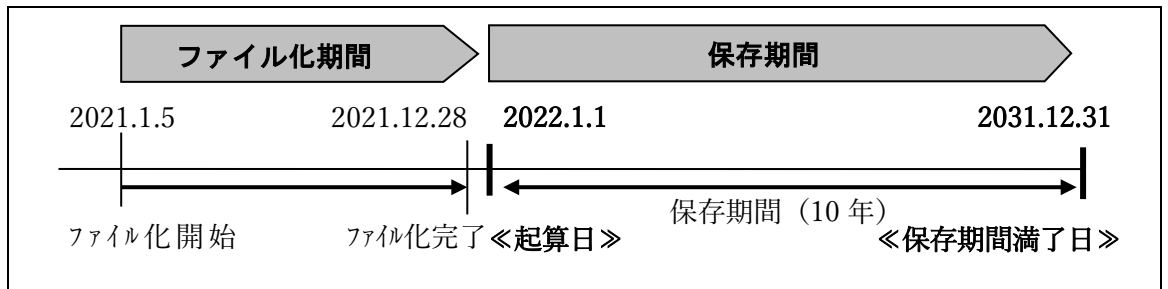 ファイル化期間
保存期間
2021.1.5
2021.12.28
2022.1.1
2031.12.31
保存期間（10 年）
ﾌｧｲﾙ化開始
ﾌｧｲﾙ化完了
≪起算日≫
≪保存期間満了日≫